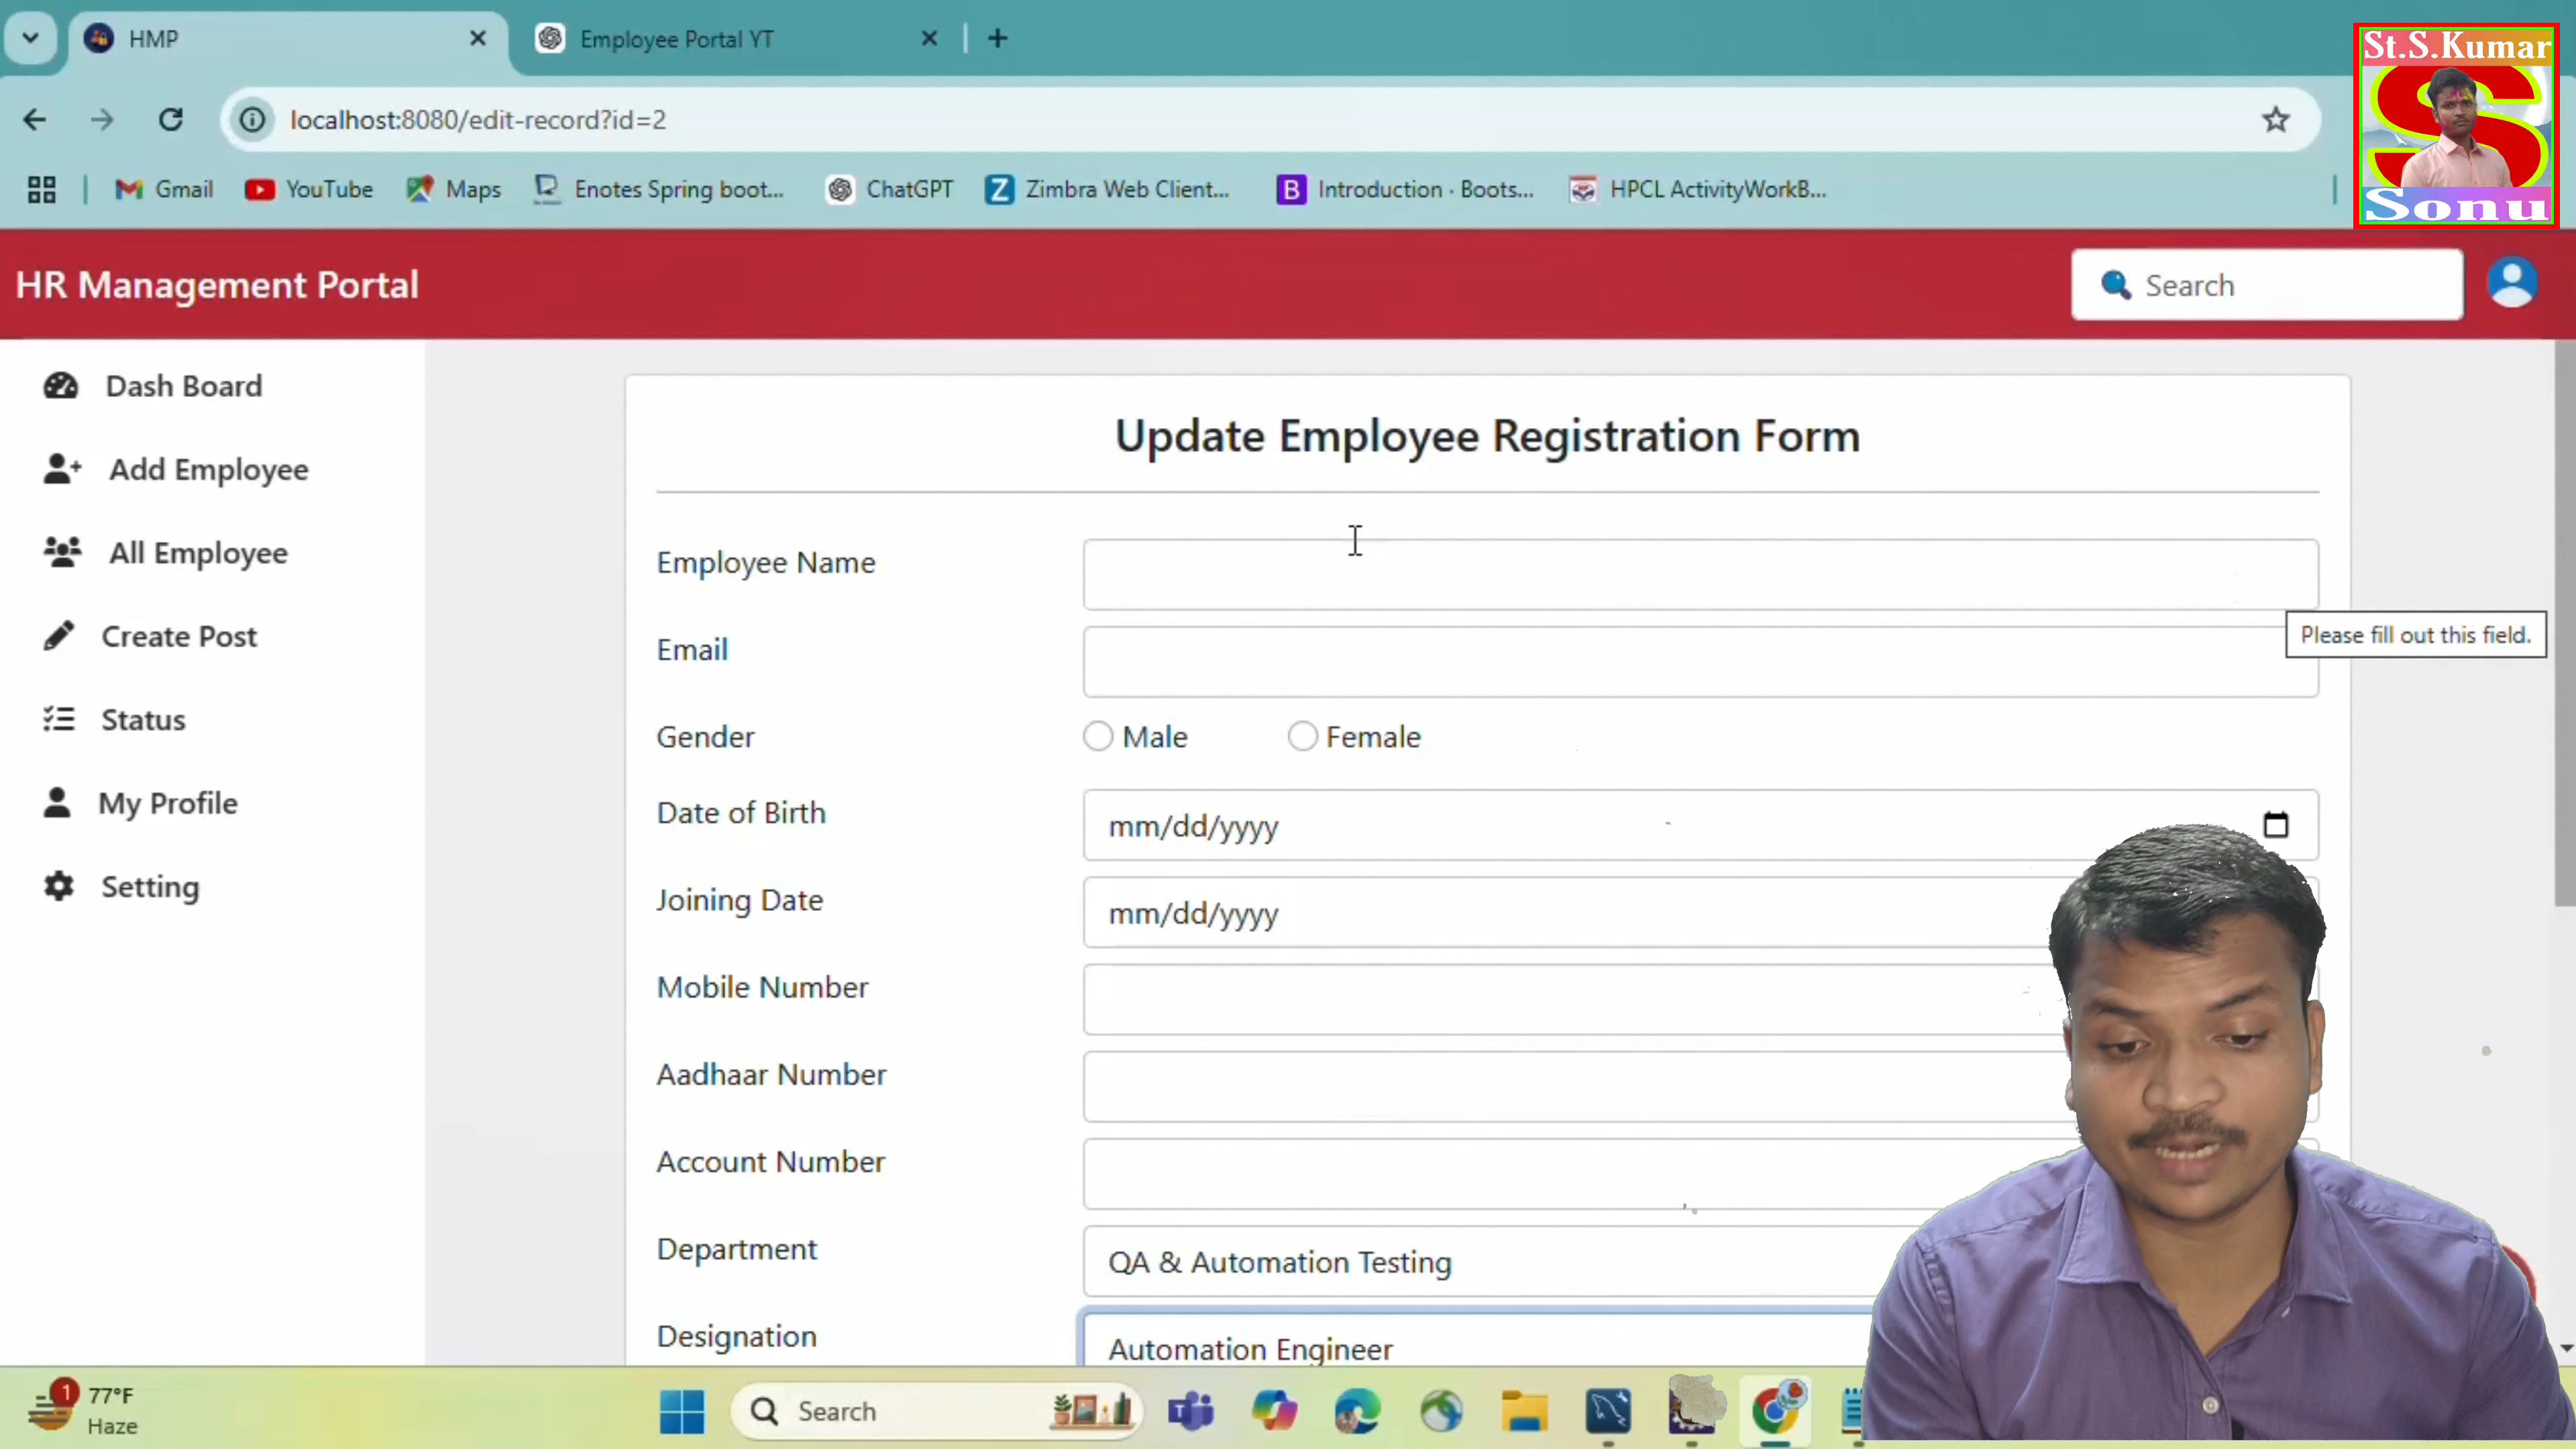 HMP
Employee Portal YT
St.S.Kumar
localhost:8080/edit-record?id=2
Gmail
YouTube
Maps
Enotes Spring boot...
ChatGPT
Z Zimbra Web Client...
B Introduction · Boots...
HPCL ActivityWorkB...
S
Sonu
HR Management Portal
Search
Dash Board
Add Employee
All Employee
Create Post
Status
My Profile
Setting
Update Employee Registration Form
Employee Name
Please fill out this field.
Email
Gender
Male
Female
Date of Birth
mm/dd/yyyy
Joining Date
mm/dd/yyyy
Mobile Number
Aadhaar Number
Account Number
Department
QA & Automation Testing
Designation
Automation Engineer
1
77°F
Haze
Search
T